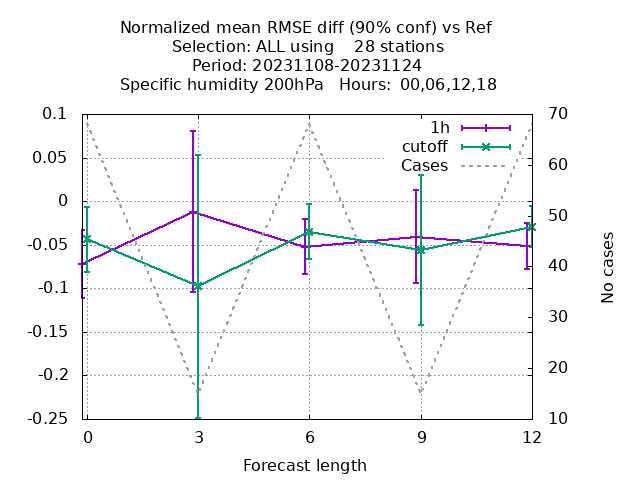 Normalized mean RMSE diff (90% conf) vs Ref
Selection: ALL using    28 stations
Period: 20231108-20231124
Specific humidity 200hPa   Hours:  00,06,12,18
1h
cutoff
Cases
0.1
0.05
0
-0.05
-0.1
-0.15
-0.2
-0.25
70
60
50
40
30
20
10
No cases
0
3
6
9
12
Forecast length